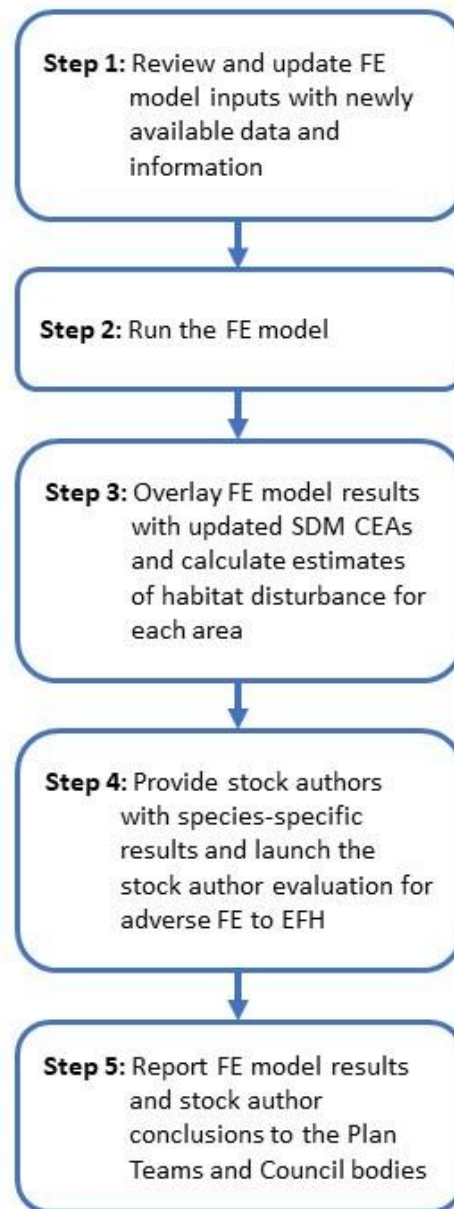 Step 1: Review and update FE
model inputs with newly
available data and
information
Step 2: Run the FE model
Step 3: Overlay FE model results
with updated SDM CEAs
and calculate estimates
of habitat disturbance for
each area
Step 4: Provide stock authors
with species-specific
results and launch the
stock author evaluation for
adverse FE to EFH
Step 5: Report FE model results
and stock author
conclusions to the Plan
Teams and Council bodies